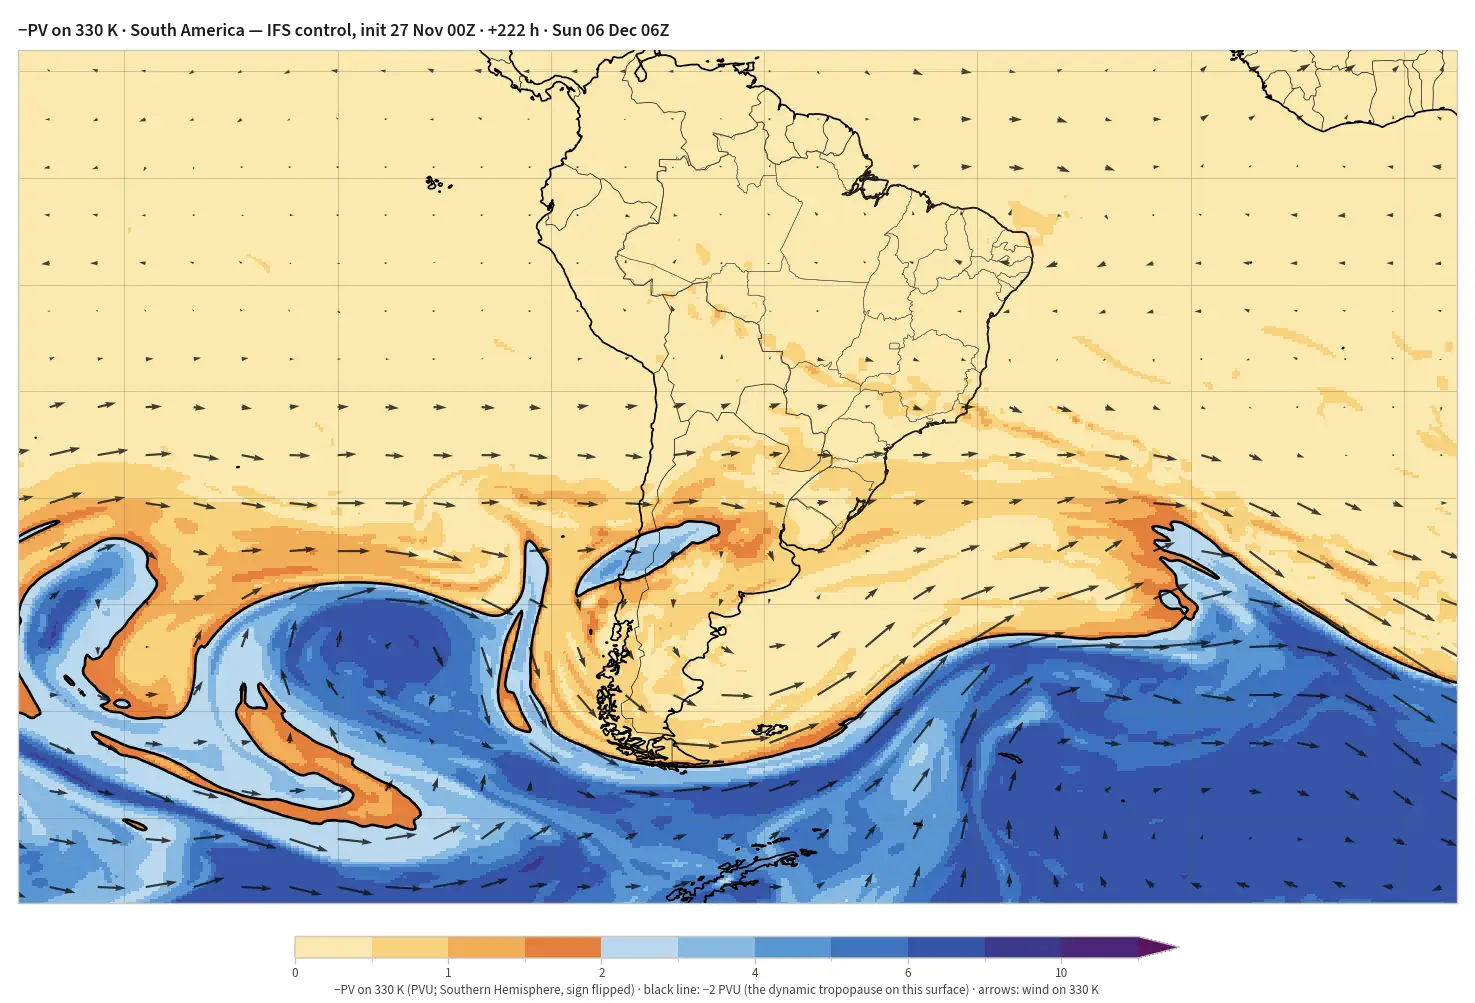 −PV on 330 K · South America — IFS control, init 27 Nov 00Z · +222 h · Sun 06 Dec 06Z
0 1 2 4 6 10
−PV on 330 K (PVU; Southern Hemisphere, sign flipped) · black line: −2 PVU (the dynamic tropopause on this surface) · arrows: wind on 330 K